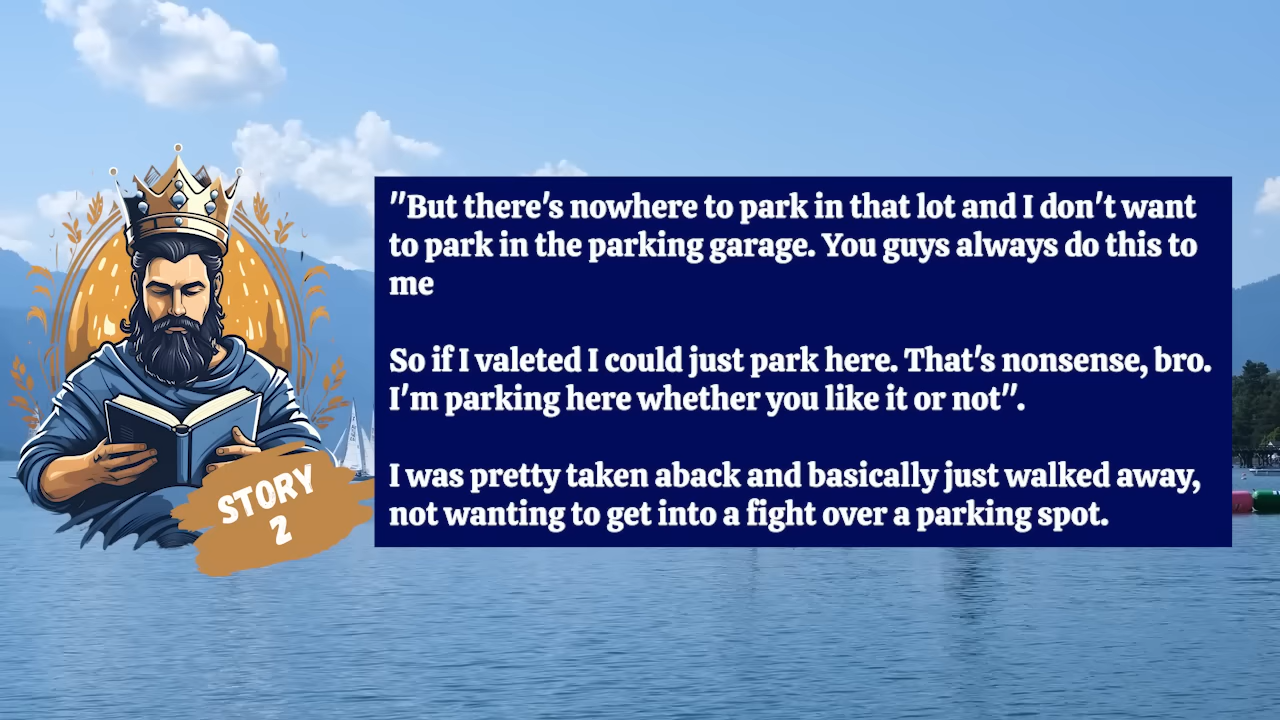 "But there's nowhere to park in that lot and I don't want
to park in the parking garage. You guys always do this to
me
So if I valeted I could just park here. That's nonsense, bro.
I'm parking here whether you like it or not".
I was pretty taken aback and basically just walked away,
not wanting to get into a fight over a parking spot.
STORY
2